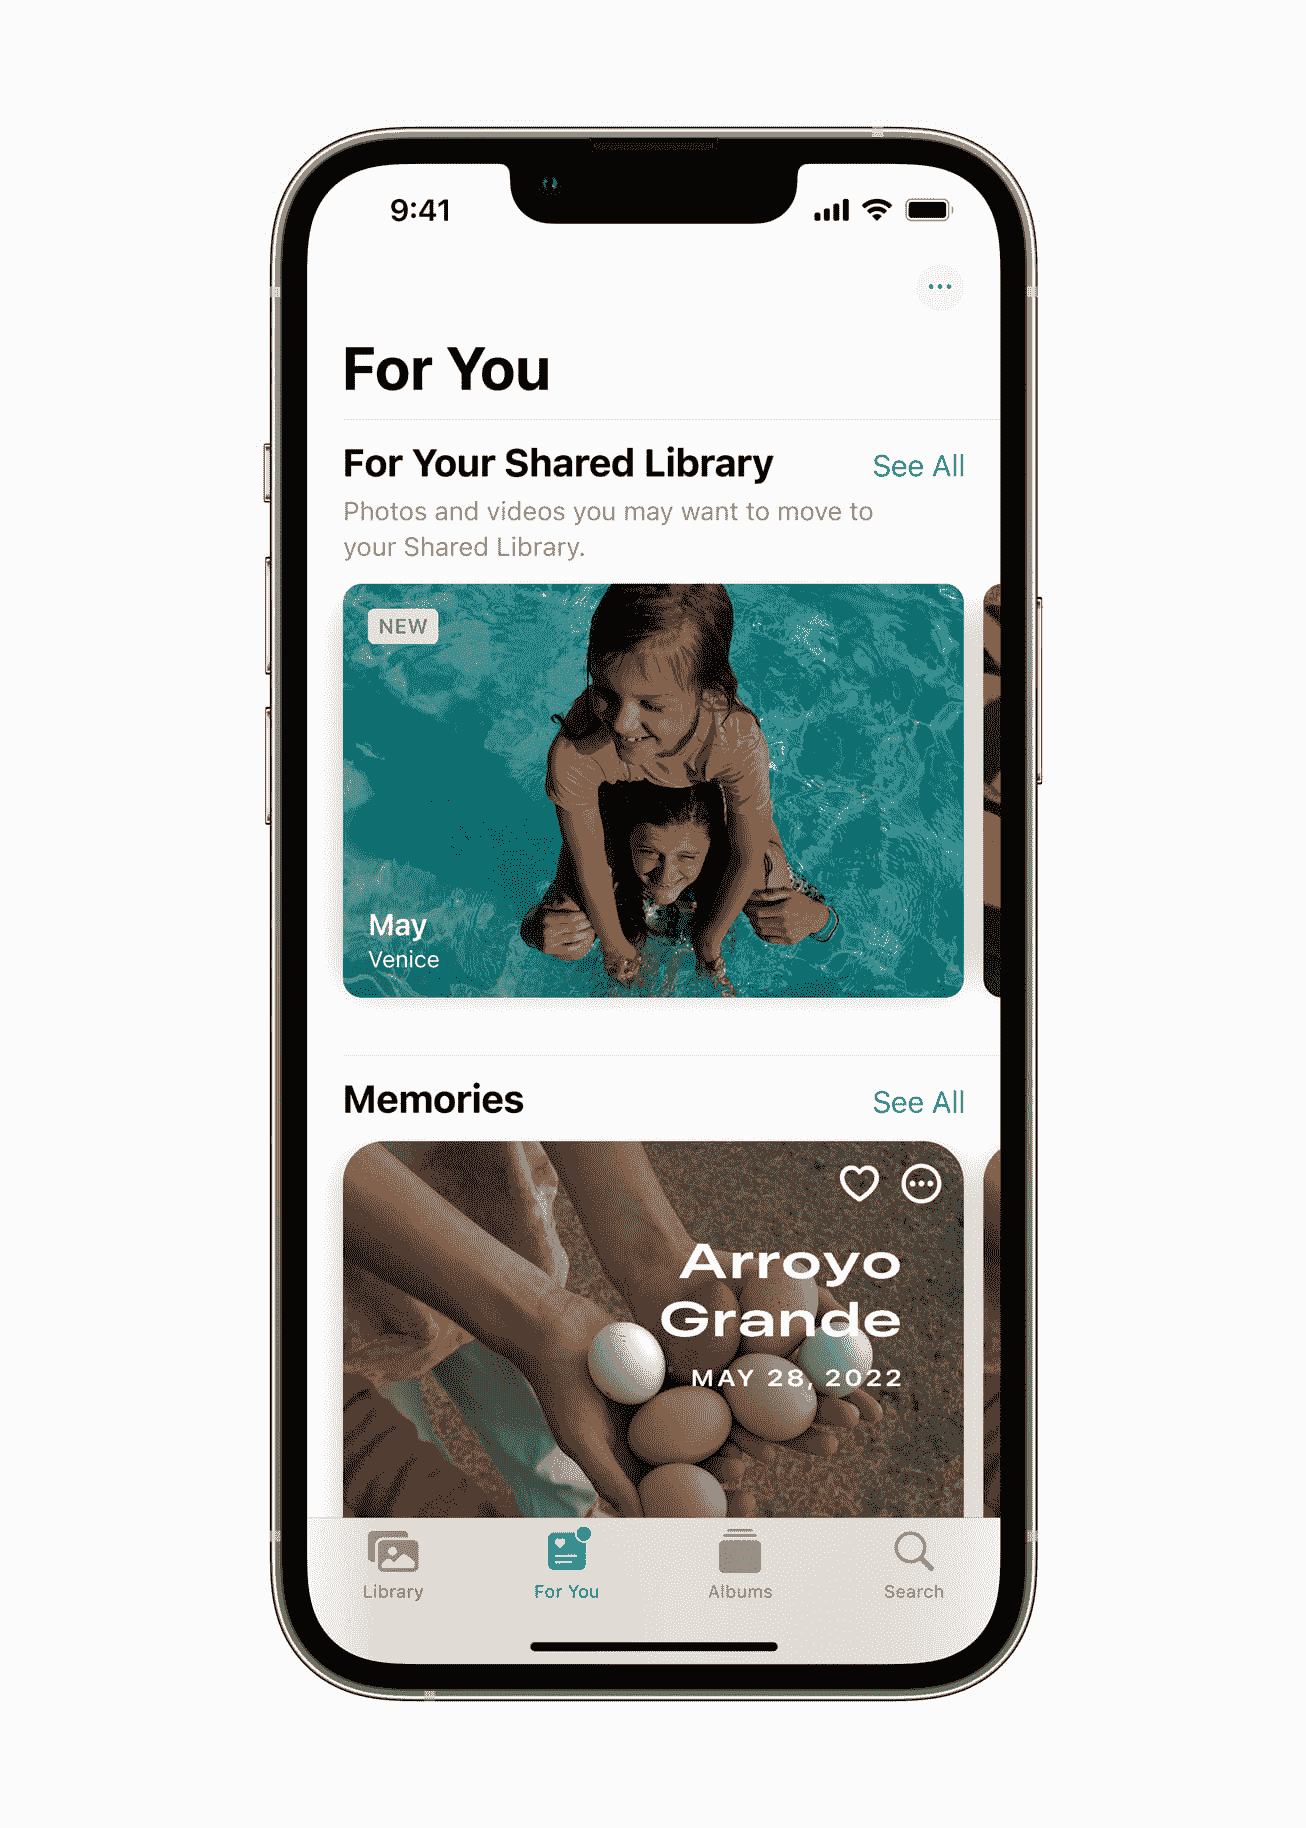 9:41
For You
For Your Shared Library
See All
Photos and videos you may want to move to
your Shared Library.
NEW
May
Venice
Memories
See All
Arroyo
Grande
MAY 28, 2022
Library
For You
Albums
Search